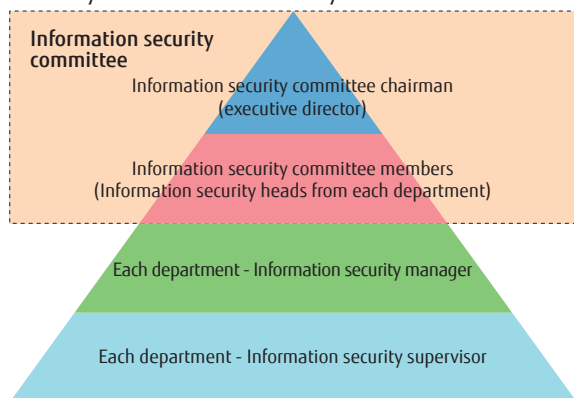 Information security
committee
Information security committee chairman
(executive director)
Information security committee members
(Information security heads from each department)
Each department - Information security manager
Each department - Information security supervisor